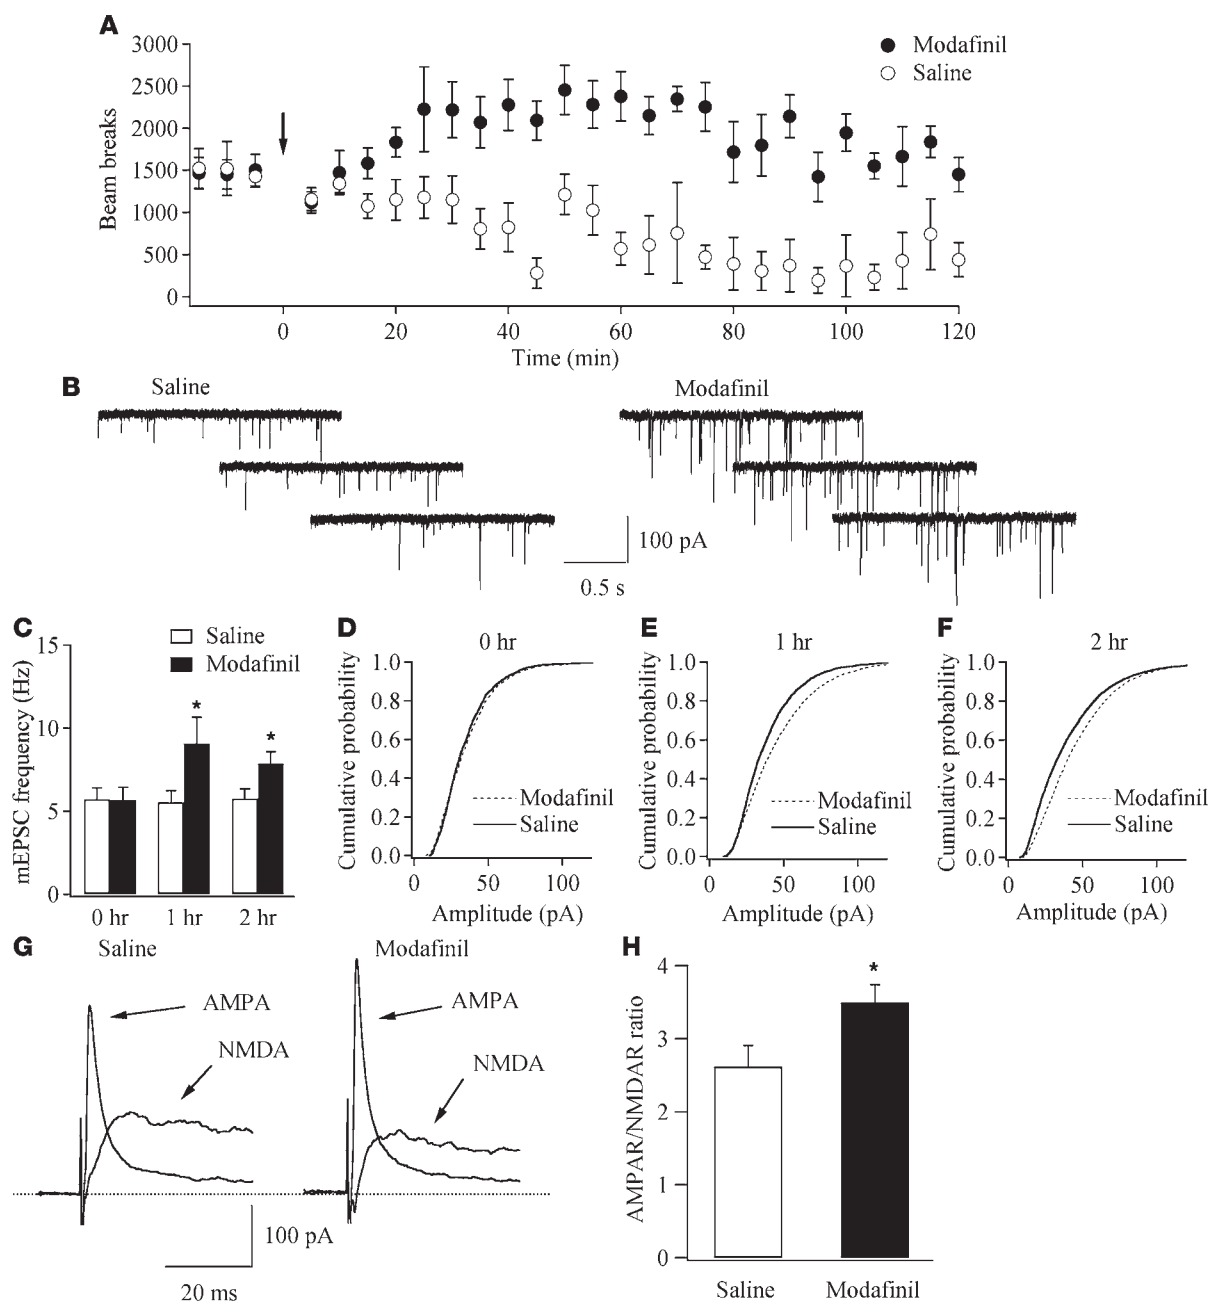 A
Modafinil
Saline
Beam breaks
3000
2500
2000
1500
1000
500
0
0 20 40 60 80 100 120
Time (min)
B
Saline
Modafinil
100 pA
0.5 s
C
Saline
Modafinil
mEPSC frequency (Hz)
15
10
5
0
*
*
0 hr 1 hr 2 hr
D
0 hr
Cumulative probability
1.0
0.8
0.6
0.4
0.2
0.0
Modafinil
Saline
0 50 100
Amplitude (pA)
E
1 hr
Cumulative probability
1.0
0.8
0.6
0.4
0.2
0.0
Modafinil
Saline
0 50 100
Amplitude (pA)
F
2 hr
Cumulative probability
1.0
0.8
0.6
0.4
0.2
0.0
Modafinil
Saline
0 50 100
Amplitude (pA)
G
Saline
AMPA
NMDA
Modafinil
AMPA
NMDA
100 pA
20 ms
H
AMPAR/NMDAR ratio
4
3
2
1
0
*
Saline Modafinil